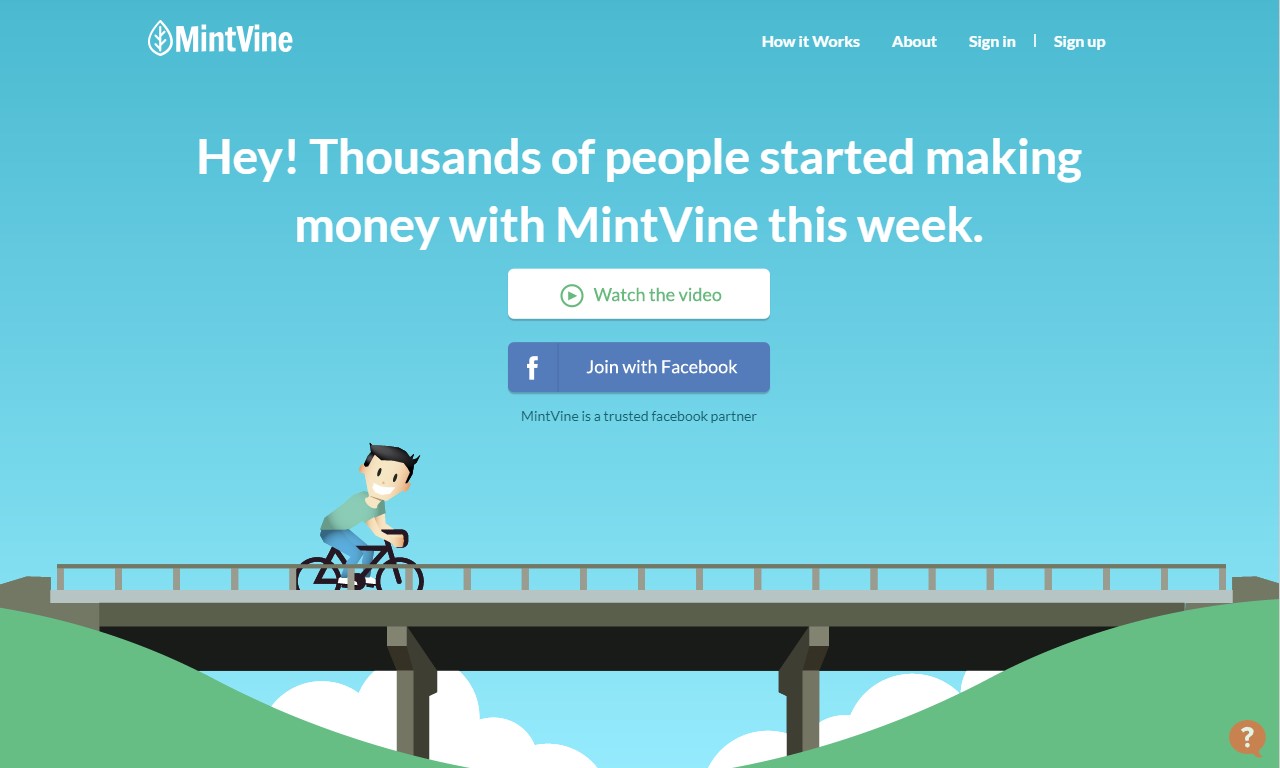 MintVine
How it Works
About
Sign in
|
Sign up
Hey! Thousands of people started making
money with MintVine this week.
Watch the video
f
Join with Facebook
MintVine is a trusted facebook partner
?